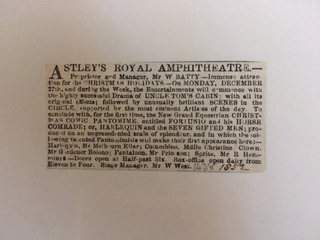 ASTLEY'S ROYAL AMPHITHEATRE.—
Proprietor and Manager, Mr W. BATTY.—Immense attrac-
tion for the CHRISTMAS HOLIDAYS.—On MONDAY, DECEMBER
27th, and during the Week, the Entertainments will commence with
the highly successful Drama of UNCLE TOM'S CABIN: with all its
original effects; followed by unusually brilliant SCENES in the
CIRCLE, supported by the most eminent Artistes of the day. To
conclude with, for the first time, the New Grand Equestrian CHRIST-
MAS COMIC PANTOMIME, entitled FORTUNIO and his HORSE
COMRADE; or, HARLEQUIN and the SEVEN GIFTED MEN; pro-
duced on an unprecedented scale of splendour, and in which the fol-
lowing talented Pantomimists will make their first appearance here:—
Harlequin, Mr Melbourn Ellar; Columbine, Mdlle Christine. Clown,
Mr Gardener Pantaloon, Mr Sprite, Mr R
Doors open at Half-past Six. Box-office open daily from
Eleven to Four. Stage Manager, Mr W West. 1852